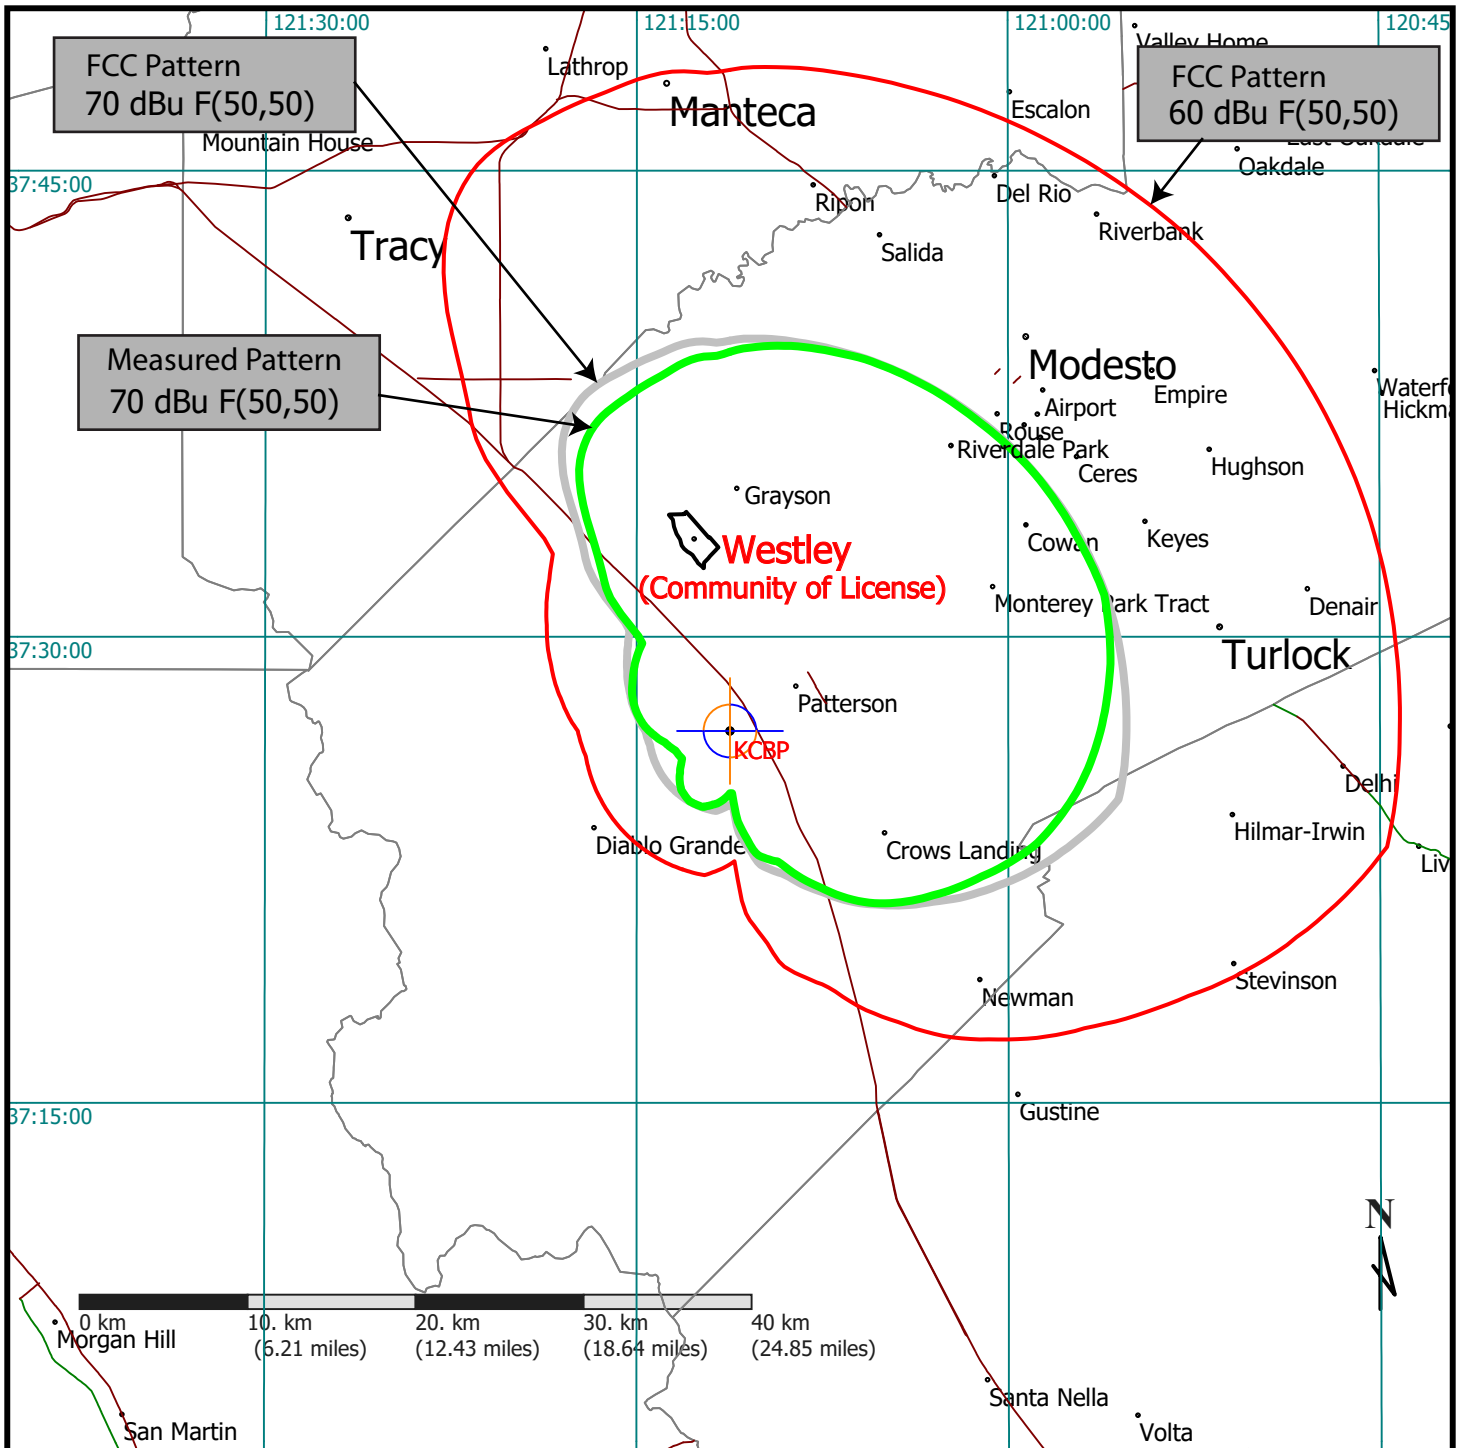 121:30:00
121:15:00
121:00:00
120:45
FCC Pattern
70 dBu F(50,50)
Lathrop
Valley Home
FCC Pattern
60 dBu F(50,50)
Manteca
Escalon
Mountain House
East Oakdale
Oakdale
37:45:00
Ripon
Del Rio
Riverbank
Tracy
Salida
Measured Pattern
70 dBu F(50,50)
Modesto
Empire
Waterf
Hickm
Airport
Rouse
Riverdale Park
Ceres
Hughson
Grayson
Westley
(Community of License)
Cowan
Keyes
Monterey Park Tract
Denair
37:30:00
Turlock
Patterson
KCBP
Delhi
Hilmar-Irwin
Diablo Grande
Crows Landing
Liv
Stevinson
Newman
37:15:00
Gustine
N
0 km
10. km
20. km
30. km
40 km
(6.21 miles)
(12.43 miles)
(18.64 miles)
(24.85 miles)
Morgan Hill
Santa Nella
San Martin
Volta